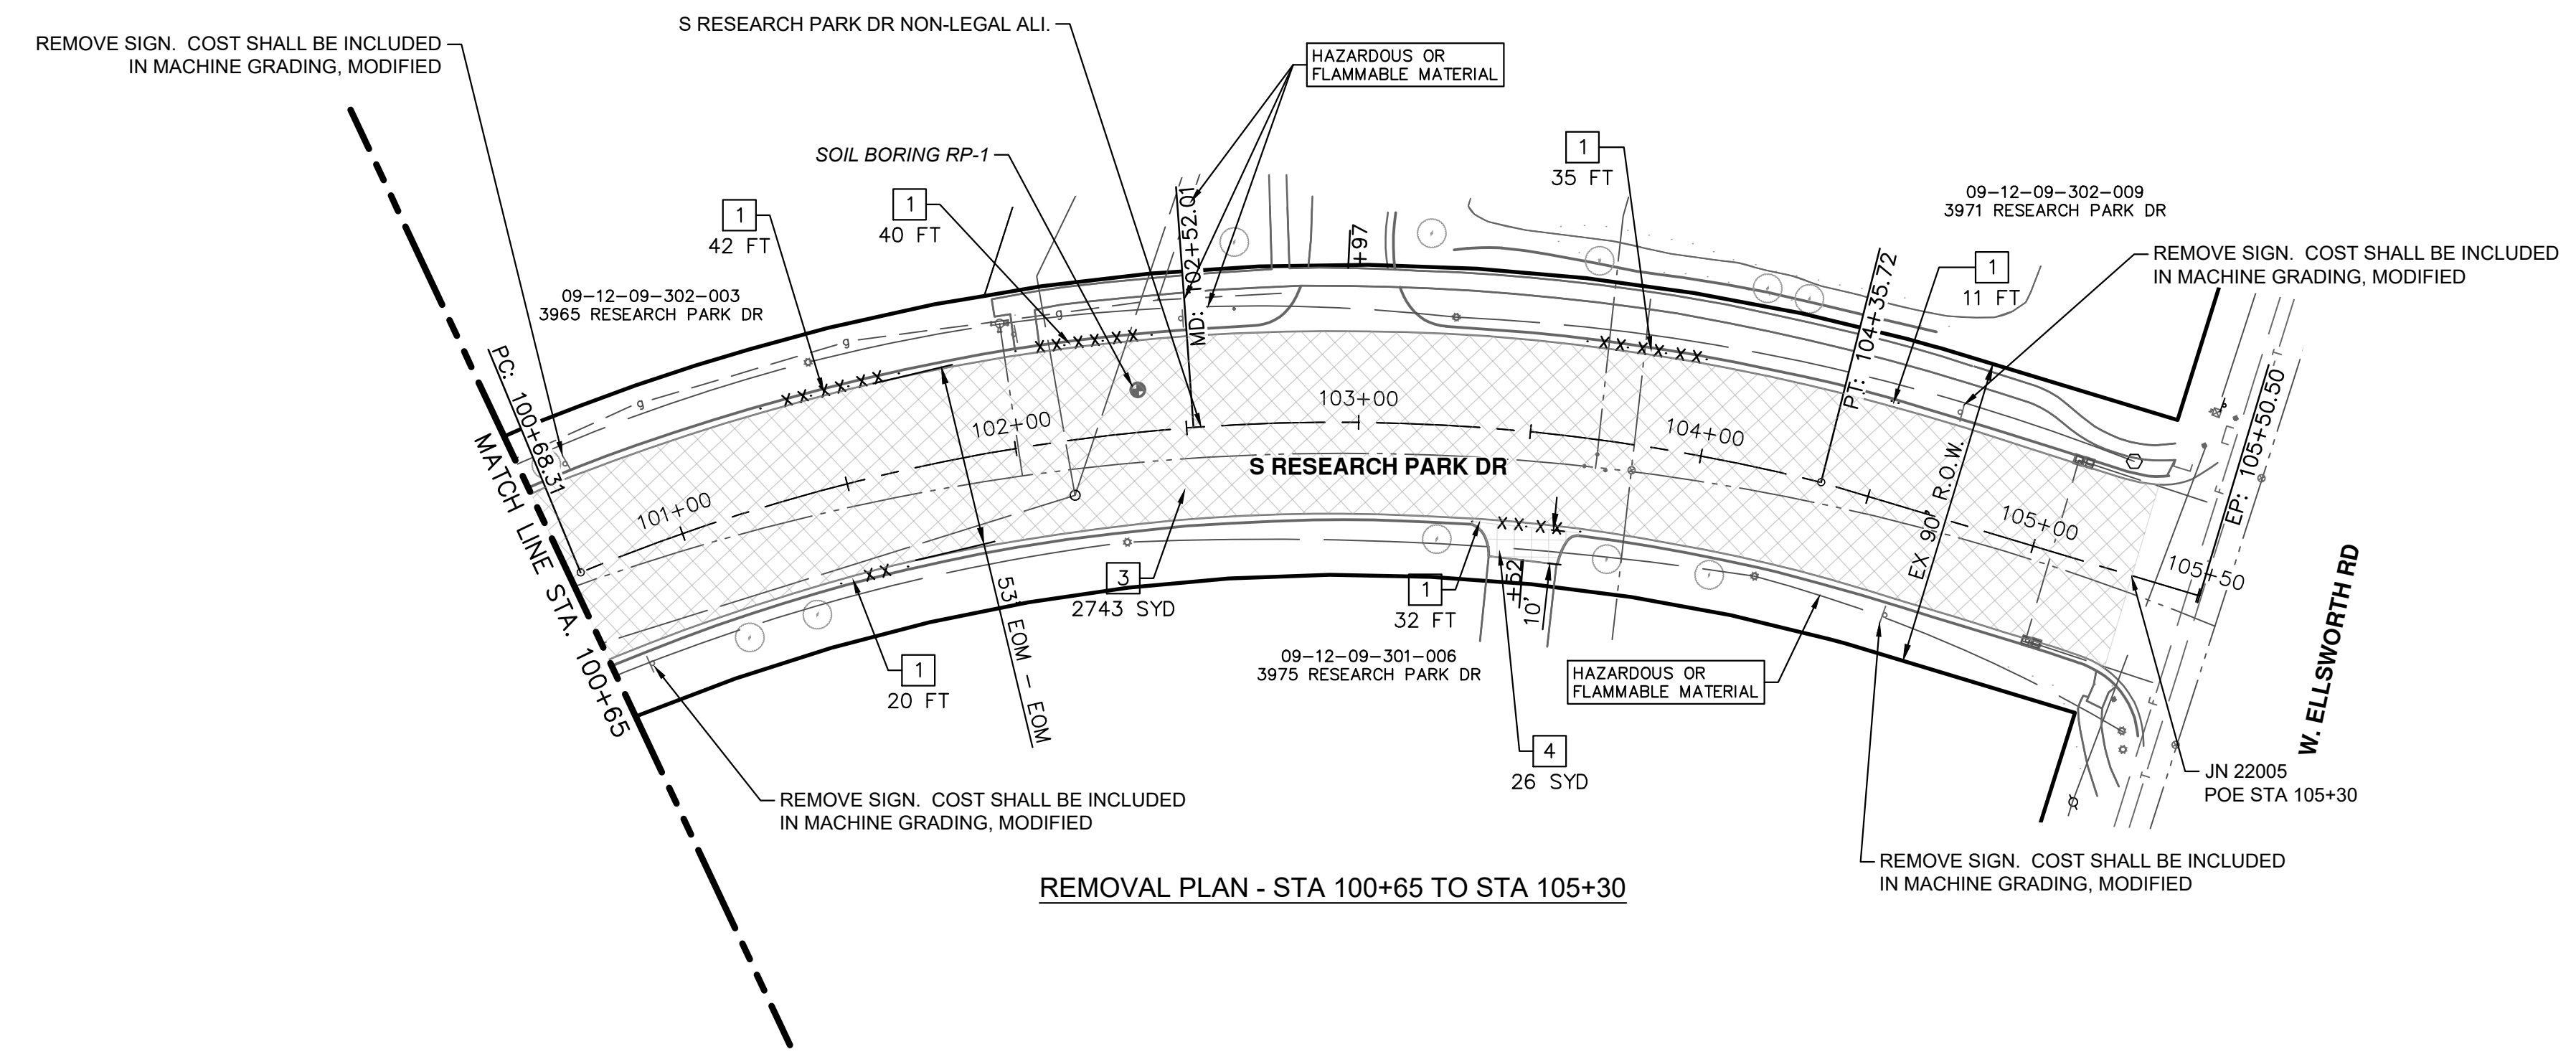 S RESEARCH PARK DR NON-LEGAL ALI.
REMOVE SIGN.  COST SHALL BE INCLUDED
IN MACHINE GRADING, MODIFIED
HAZARDOUS OR
FLAMMABLE MATERIAL
SOIL BORING RP-1
1
35 FT
1
40 FT
1
42 FT
09-12-09-302-009
3971 RESEARCH PARK DR
MD: 102+52.01
+97
REMOVE SIGN.  COST SHALL BE INCLUDED
IN MACHINE GRADING, MODIFIED
1
11 FT
09-12-09-302-003
3965 RESEARCH PARK DR
PT: 104+35.72
PC: 100+68.31
g
g
g
X X X X X X
X X X X X X
X X X X X X
101+00
102+00
103+00
104+00
105+00
105+50
S RESEARCH PARK DR
EX 90' R.O.W.
EP: 105+50.50
T
F
F
T
MATCH LINE STA. 100+65
X X
X X X X
53' EOM - EOM
3
2743 SYD
1
32 FT
+52
10'
1
20 FT
09-12-09-301-006
3975 RESEARCH PARK DR
HAZARDOUS OR
FLAMMABLE MATERIAL
W. ELLSWORTH RD
4
26 SYD
JN 22005
POE STA 105+30
REMOVE SIGN.  COST SHALL BE INCLUDED
IN MACHINE GRADING, MODIFIED
REMOVE SIGN.  COST SHALL BE INCLUDED
IN MACHINE GRADING, MODIFIED
REMOVAL PLAN - STA 100+65 TO STA 105+30